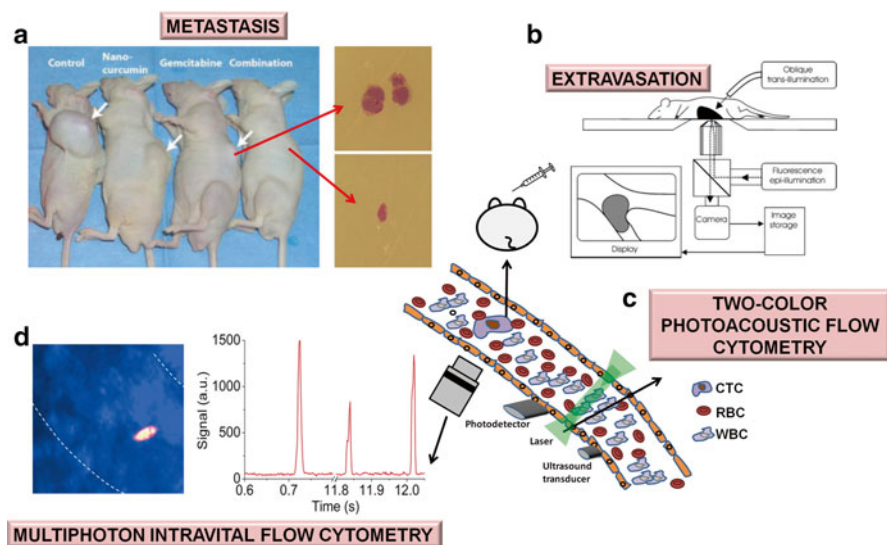 a
METASTASIS
Control
Nano-
curcumin
Gemcitabine
Combination
b
EXTRAVASATION
Oblique
trans-illumination
Fluorescence
epi-illumination
Camera
Image
storage
Display
c
TWO-COLOR
PHOTOACOUSTIC FLOW
CYTOMETRY
CTC
RBC
WBC
Photodetector
Laser
Ultrasound
transducer
d
Signal (a.u.)
1500
1000
500
0
0.6
0.7
11.8
11.9
12.0
Time (s)
MULTIPHOTON INTRAVITAL FLOW CYTOMETRY